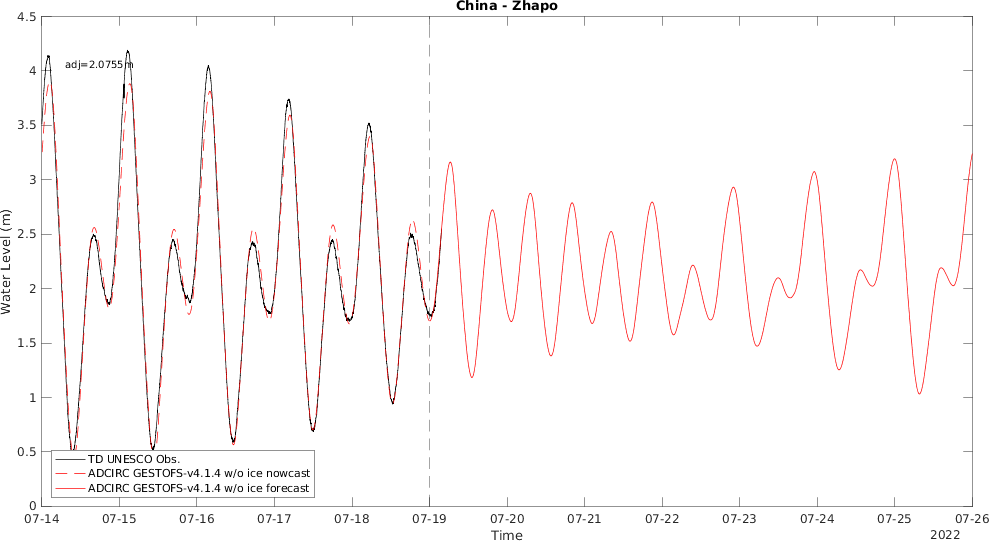 China - Zhapo
4.5
4
3.5
3
2.5
2
1.5
1
0.5
0
Water Level (m)
adj=2.0755m
TD UNESCO Obs.
ADCIRC GESTOFS-v4.1.4 w/o ice nowcast
ADCIRC GESTOFS-v4.1.4 w/o ice forecast
07-14 07-15 07-16 07-17 07-18 07-19 07-20 07-21 07-22 07-23 07-24 07-25 07-26
Time
2022